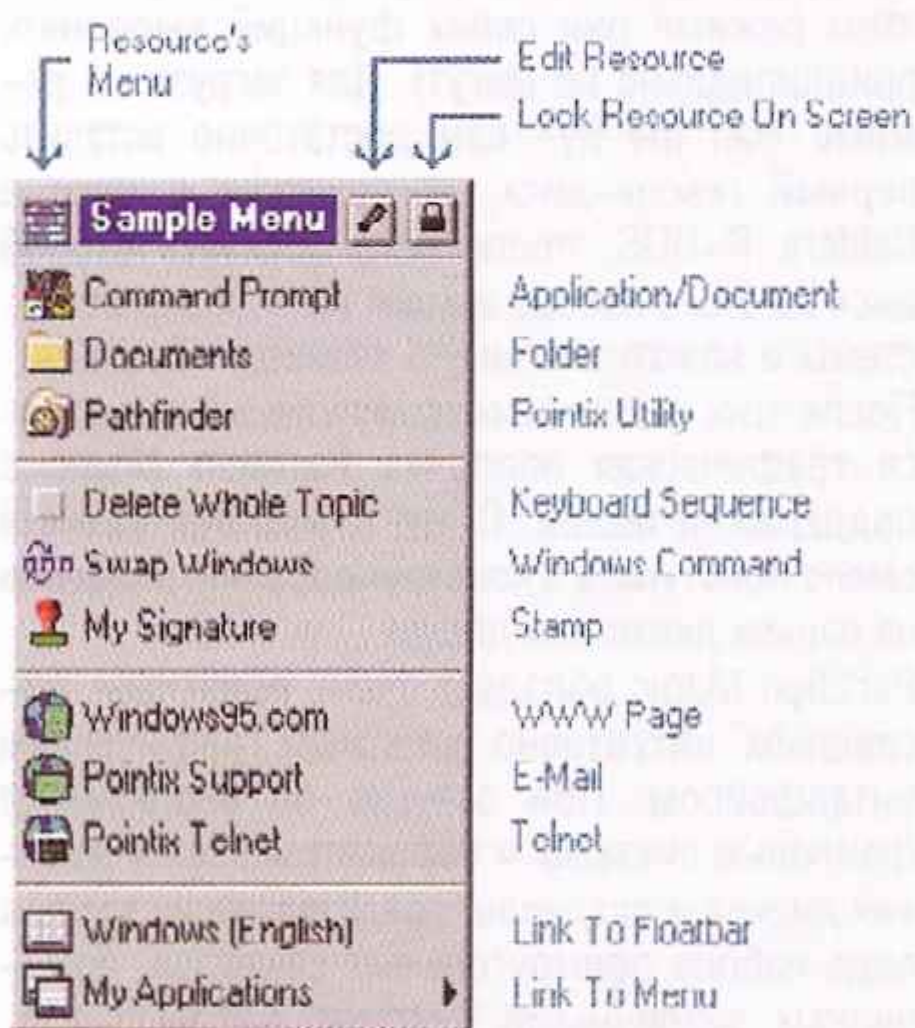 Resource's
Menu
Edit Resource
Lock Resource On Screen
Sample Menu
Command Prompt Application/Document
Documents Folder
Pathfinder Pointix Utility
Delete Whole Topic Keyboard Sequence
Swap Windows Windows Command
My Signature Stamp
Windows95.com WWW Page
Pointix Support E-Mail
Pointix Telnet Telnet
Windows (English) Link To Floatbar
My Applications Link To Menu